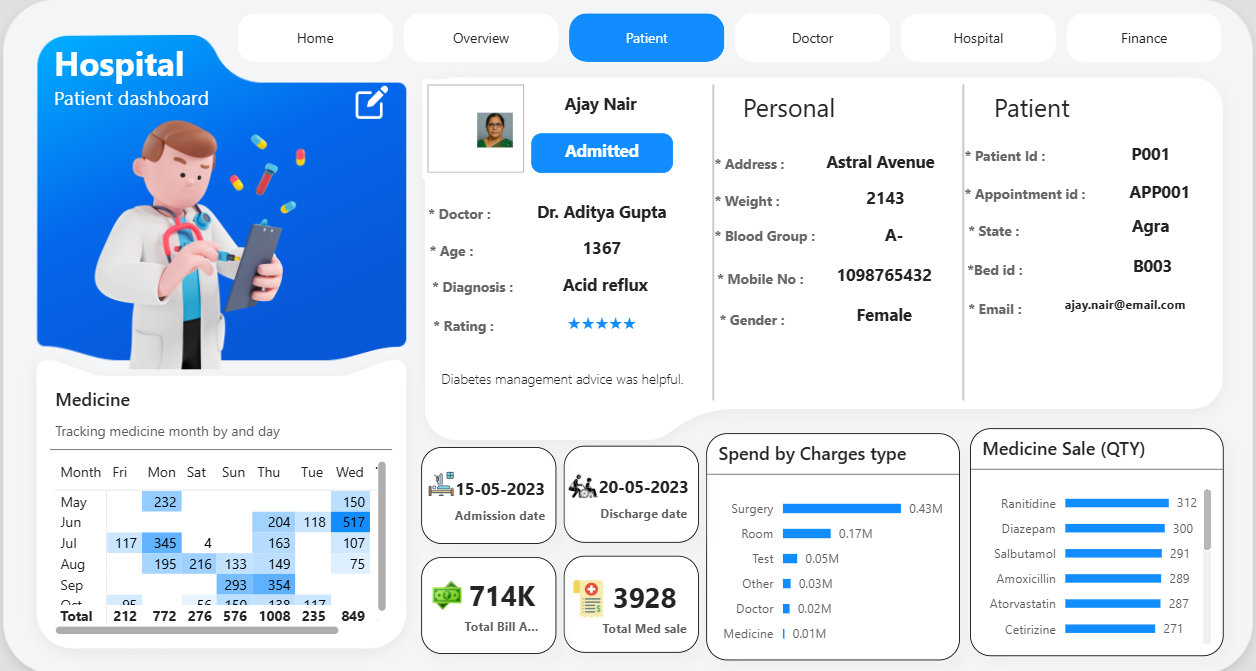 Home
Overview
Patient
Doctor
Hospital
Finance
Hospital
Patient dashboard
Ajay Nair
Admitted
* Doctor :
Dr. Aditya Gupta
* Age :
1367
* Diagnosis :
Acid reflux
* Rating :
★★★★★
Diabetes management advice was helpful.
Personal
* Address :
Astral Avenue
* Weight :
2143
* Blood Group :
A-
* Mobile No :
1098765432
* Gender :
Female
Patient
* Patient Id :
P001
* Appointment id :
APP001
* State :
Agra
*Bed id :
B003
* Email :
ajay.nair@email.com
Medicine
Tracking medicine month by and day
Month Fri Mon Sat Sun Thu Tue Wed
May 232 150
Jun 204 118 517
Jul 117 345 4 163 107
Aug 195 216 133 149 75
Sep 293 354
Oct 95 56 150 138 117
Total 212 772 276 576 1008 235 849
15-05-2023
Admission date
20-05-2023
Discharge date
714K
Total Bill A...
3928
Total Med sale
Spend by Charges type
Surgery 0.43M
Room 0.17M
Test 0.05M
Other 0.03M
Doctor 0.02M
Medicine 0.01M
Medicine Sale (QTY)
Ranitidine 312
Diazepam 300
Salbutamol 291
Amoxicillin 289
Atorvastatin 287
Cetirizine 271